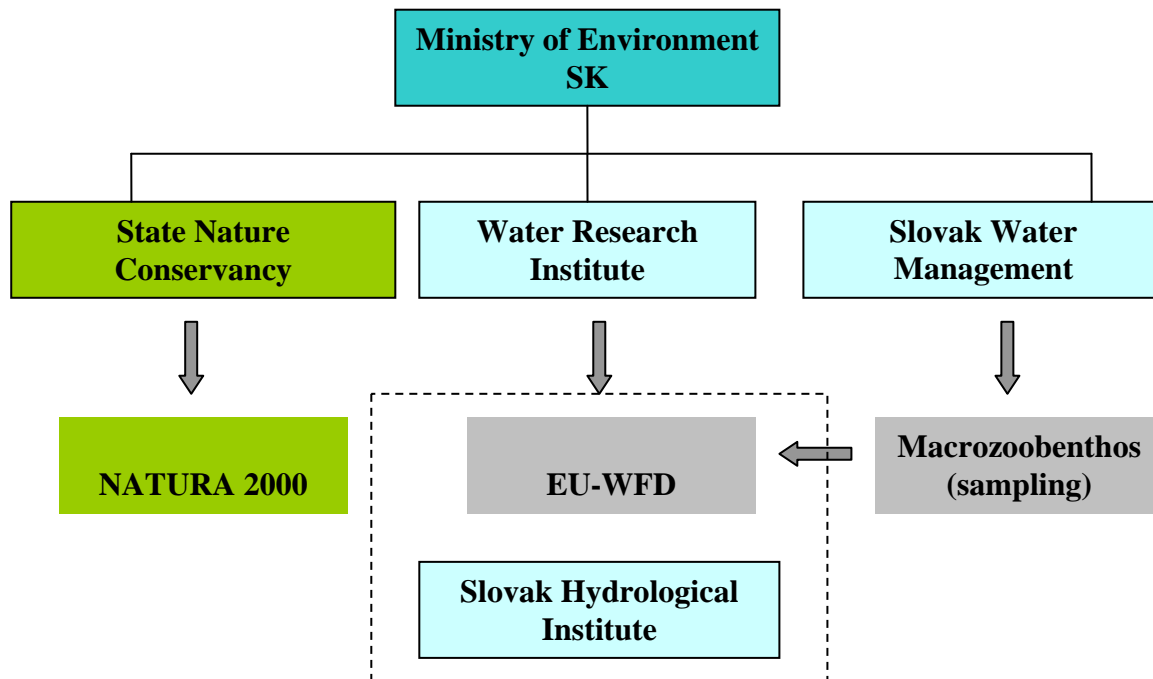 Ministry of Environment
SK
State Nature
Conservancy
Water Research
Institute
Slovak Water
Management
NATURA 2000
EU-WFD
Macrozoobenthos
(sampling)
Slovak Hydrological
Institute